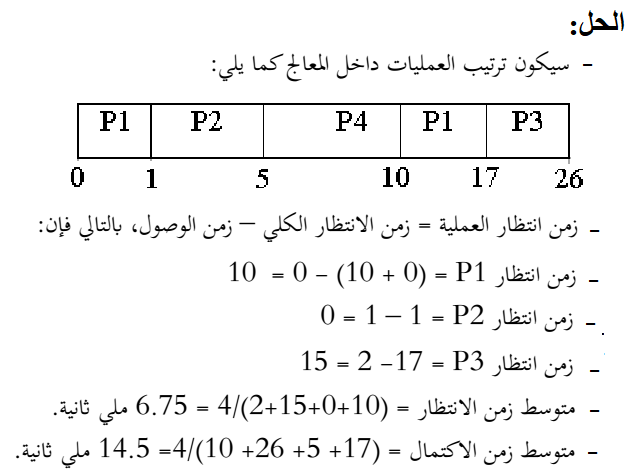 الحل:
- سيكون ترتيب العمليات داخل المعالج كما يلي:
P1 P2 P4 P1 P3
0 1 5 10 17 26
- زمن انتظار العملية = زمن الانتظار الكلي – زمن الوصول، بالتالي فإن:
- زمن انتظار P1 = (0 + 10) – 0 = 10
- زمن انتظار P2 = 1 – 1 = 0
- زمن انتظار P3 = 17– 2 = 15
- متوسط زمن الانتظار = (10+0+15+2)/4 = 6.75 ملي ثانية.
- متوسط زمن الاكتمال = (17+ 5+ 26+ 10)/4= 14.5 ملي ثانية.